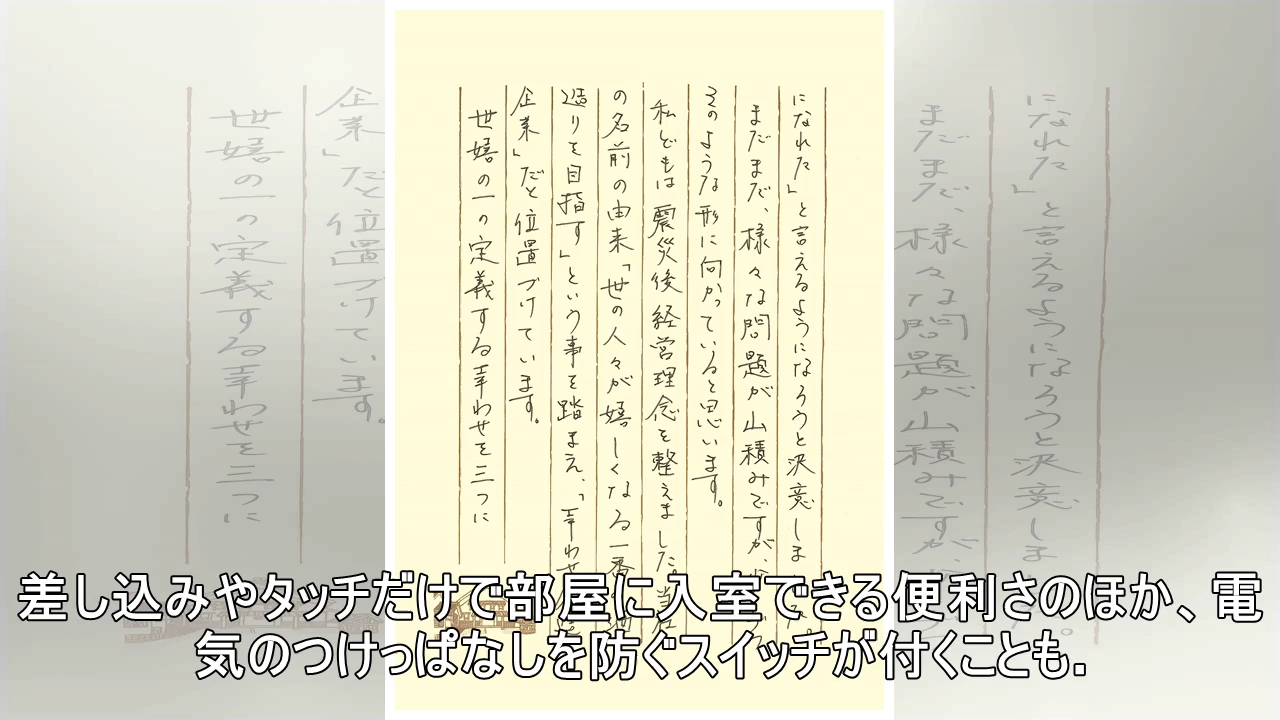 になれた」と言えるようになろうと決意しま
まだまだ、様々な問題が山積みですが、
そのような形に向かっていると思います。
私どもは震災後経営理念を整えました。当店
の名前の由来「世の人々が嬉しくなる一番の酒
造りを目指す」という事を踏まえ、「幸わせ
企業」だと位置づけています。
世嬉の一の定義する幸わせを三つに
差し込みやタッチだけで部屋に入室できる便利さのほか、電
気のつけっぱなしを防ぐスイッチが付くことも.